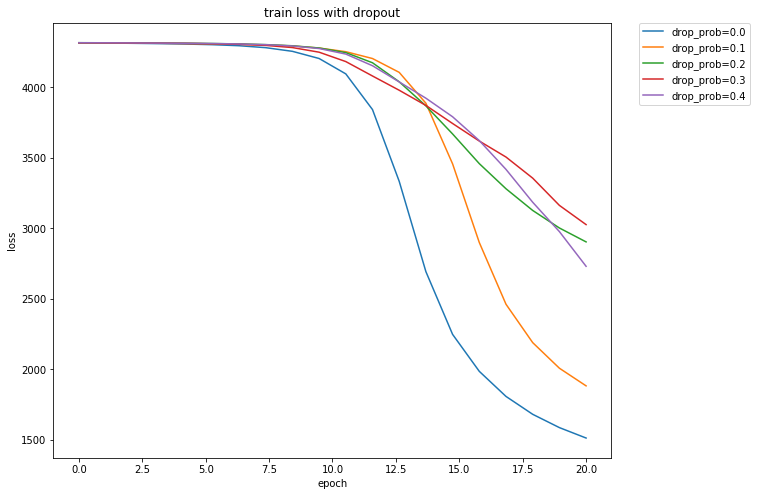 train loss with dropout
drop_prob=0.0
drop_prob=0.1
drop_prob=0.2
drop_prob=0.3
drop_prob=0.4
4000
3500
3000
2500
2000
1500
loss
0.0 2.5 5.0 7.5 10.0 12.5 15.0 17.5 20.0
epoch